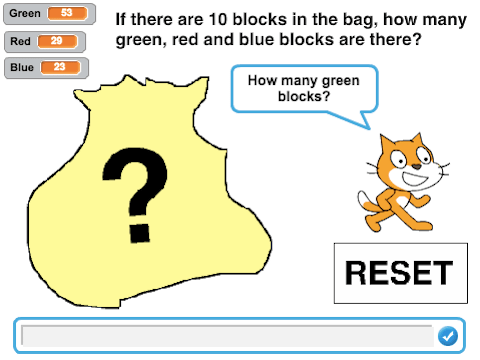 Green 53
Red 29
Blue 23
If there are 10 blocks in the bag, how many
green, red and blue blocks are there?
How many green
blocks?
?
RESET